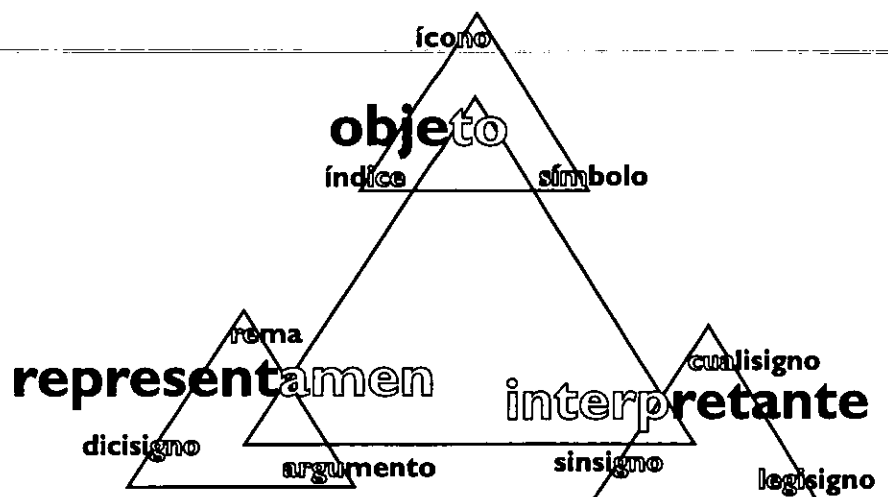 ícono
objeto
índice símbolo
rema
cualisigno
representamen
interpretante
dicisigno
argumento
sinsigno
legisigno